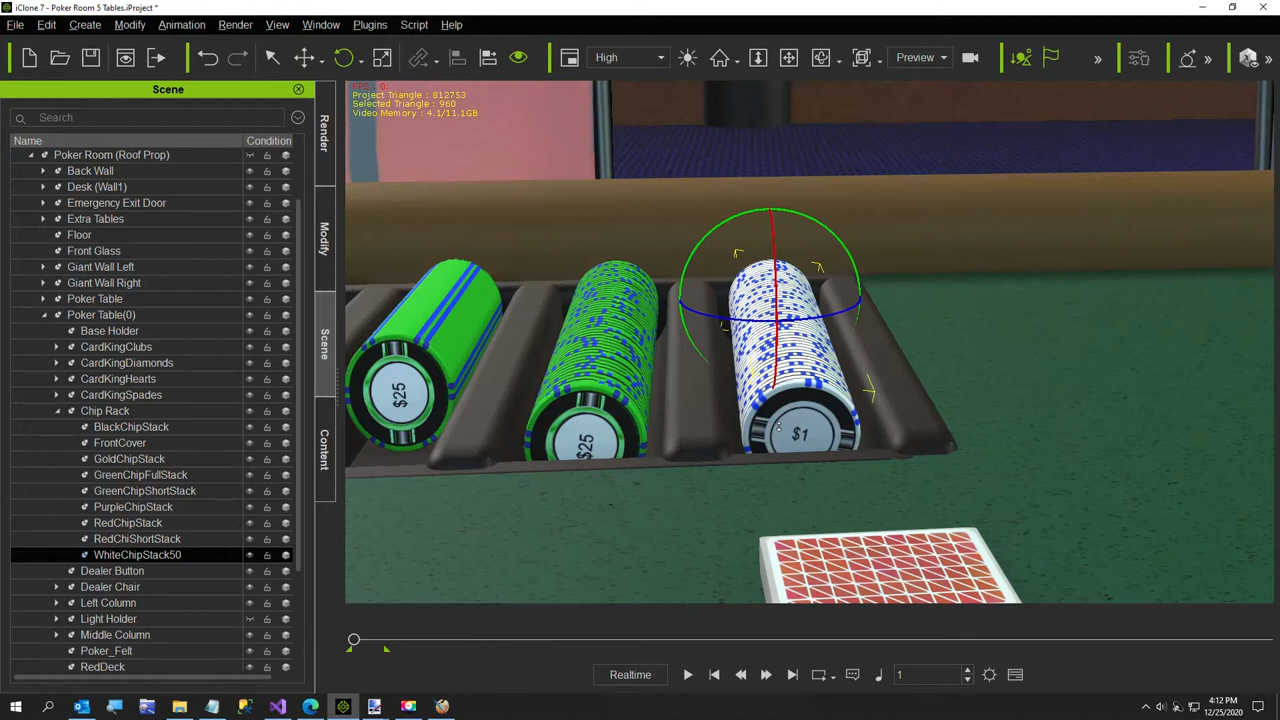 iClone 7 - Poker Room 5 Tables.iProject *
File Edit Create Modify Animation Render View Window Plugins Script Help
High
Preview
Scene
Search
Name Condition
Poker Room (Roof Prop)
Back Wall
Desk (Wall1)
Emergency Exit Door
Extra Tables
Floor
Front Glass
Giant Wall Left
Giant Wall Right
Poker Table
Poker Table(0)
Base Holder
CardKingClubs
CardKingDiamonds
CardKingHearts
CardKingSpades
Chip Rack
BlackChipStack
FrontCover
GoldChipStack
GreenChipFullStack
GreenChipShortStack
PurpleChipStack
RedChipStack
RedChiShortStack
WhiteChipStack50
Dealer Button
Dealer Chair
Left Column
Light Holder
Middle Column
Poker_Felt
RedDeck
Render
Modify
Scene
Content
FPS : 0.
Project Triangle : 812753
Selected Triangle : 960
Video Memory : 4.1/11.1GB
$25
$25
$1
Realtime
1
4:12 PM
12/25/2020